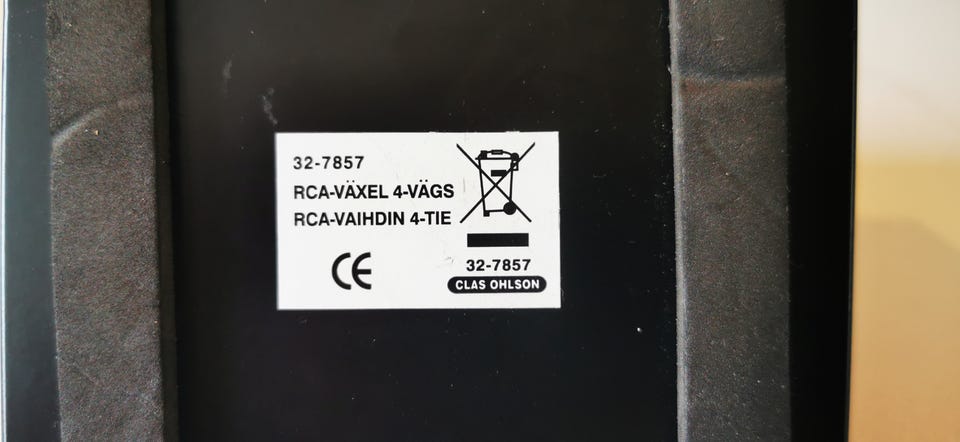 32-7857
RCA-VÄXEL 4-VÄGS
RCA-VAIHDIN 4-TIE
CE
32-7857
CLAS OHLSON